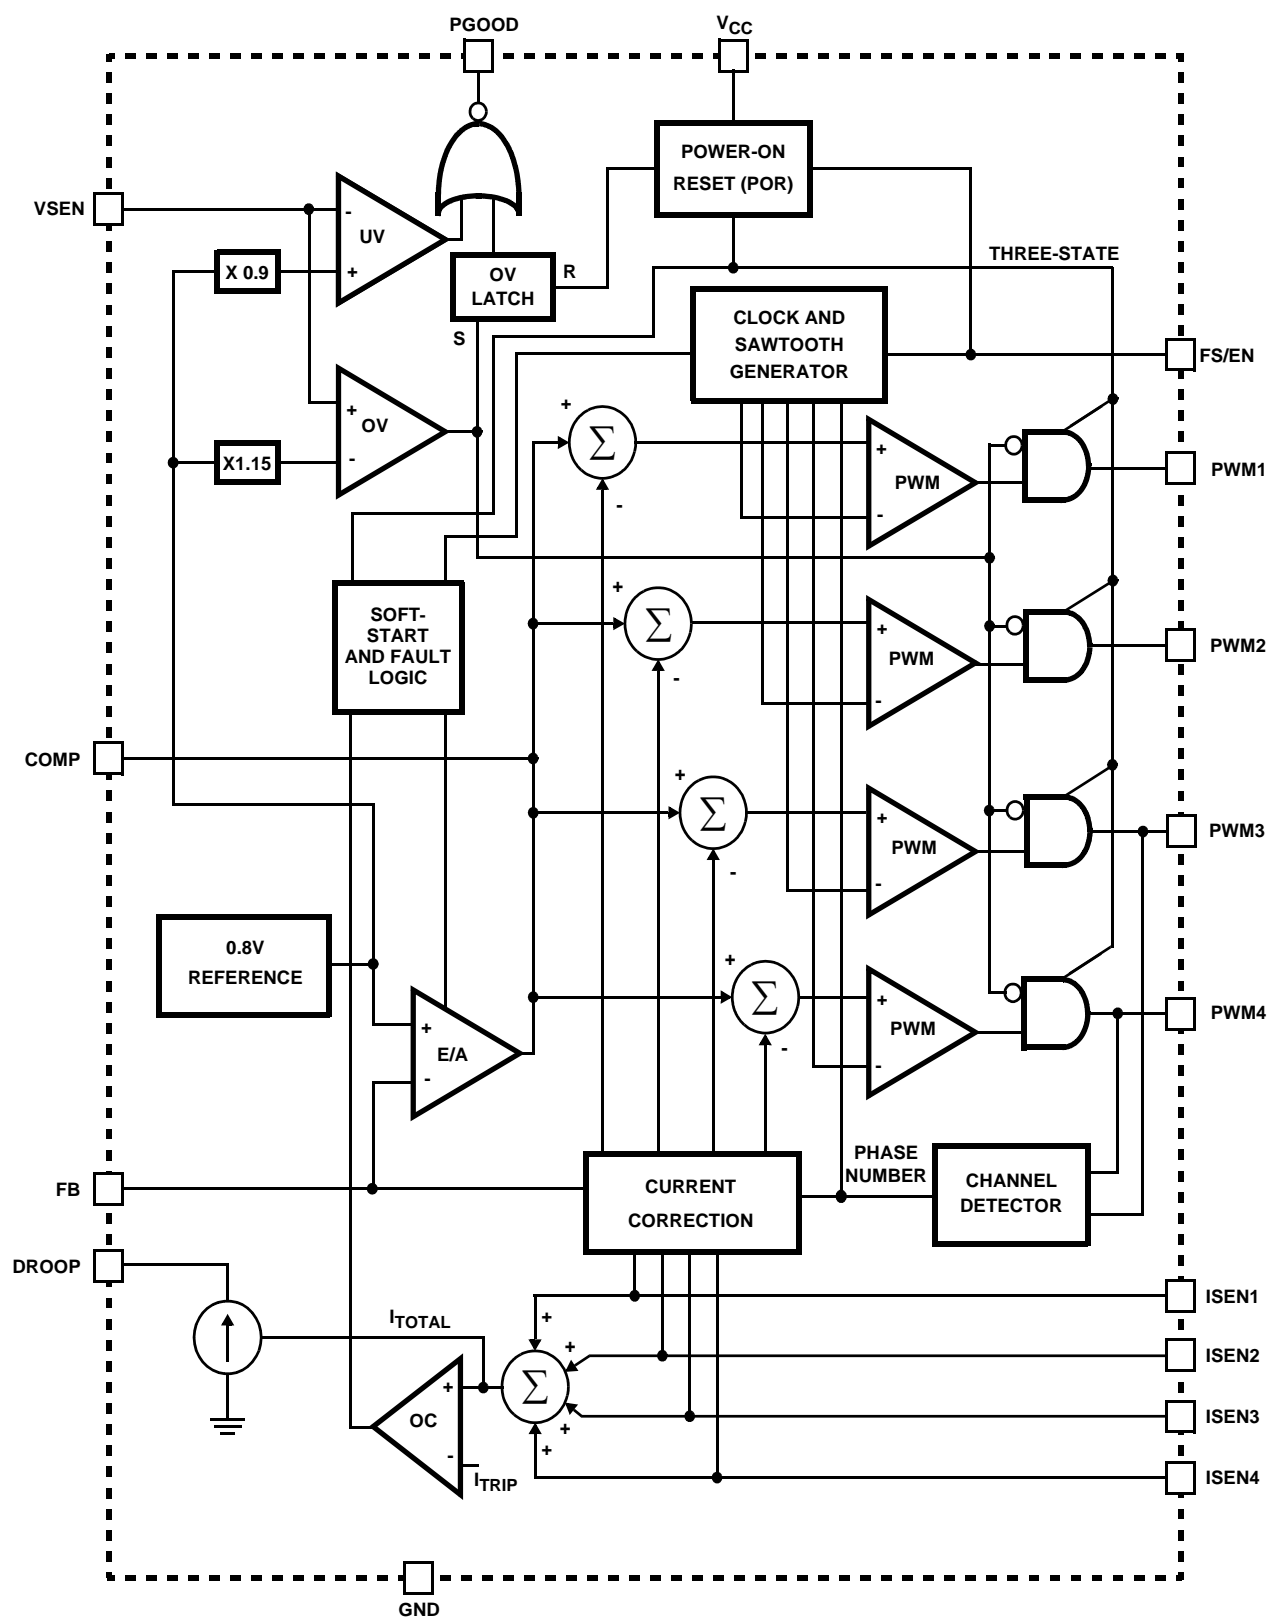 PGOOD
VCC
POWER-ON
RESET (POR)
VSEN
-
UV
+
X 0.9
OV
LATCH
R
S
THREE-STATE
CLOCK AND
SAWTOOTH
GENERATOR
FS/EN
+
OV
-
X1.15
+
Σ
-
+
PWM
-
PWM1
SOFT-
START
AND FAULT
LOGIC
+
Σ
-
+
PWM
-
PWM2
COMP
+
Σ
-
+
PWM
-
PWM3
0.8V
REFERENCE
+
Σ
-
+
PWM
-
PWM4
+
E/A
-
FB
CURRENT
CORRECTION
PHASE
NUMBER
CHANNEL
DETECTOR
DROOP
ITOTAL
+
+
Σ
+
+
+
OC
-
ITRIP
ISEN1
ISEN2
ISEN3
ISEN4
GND